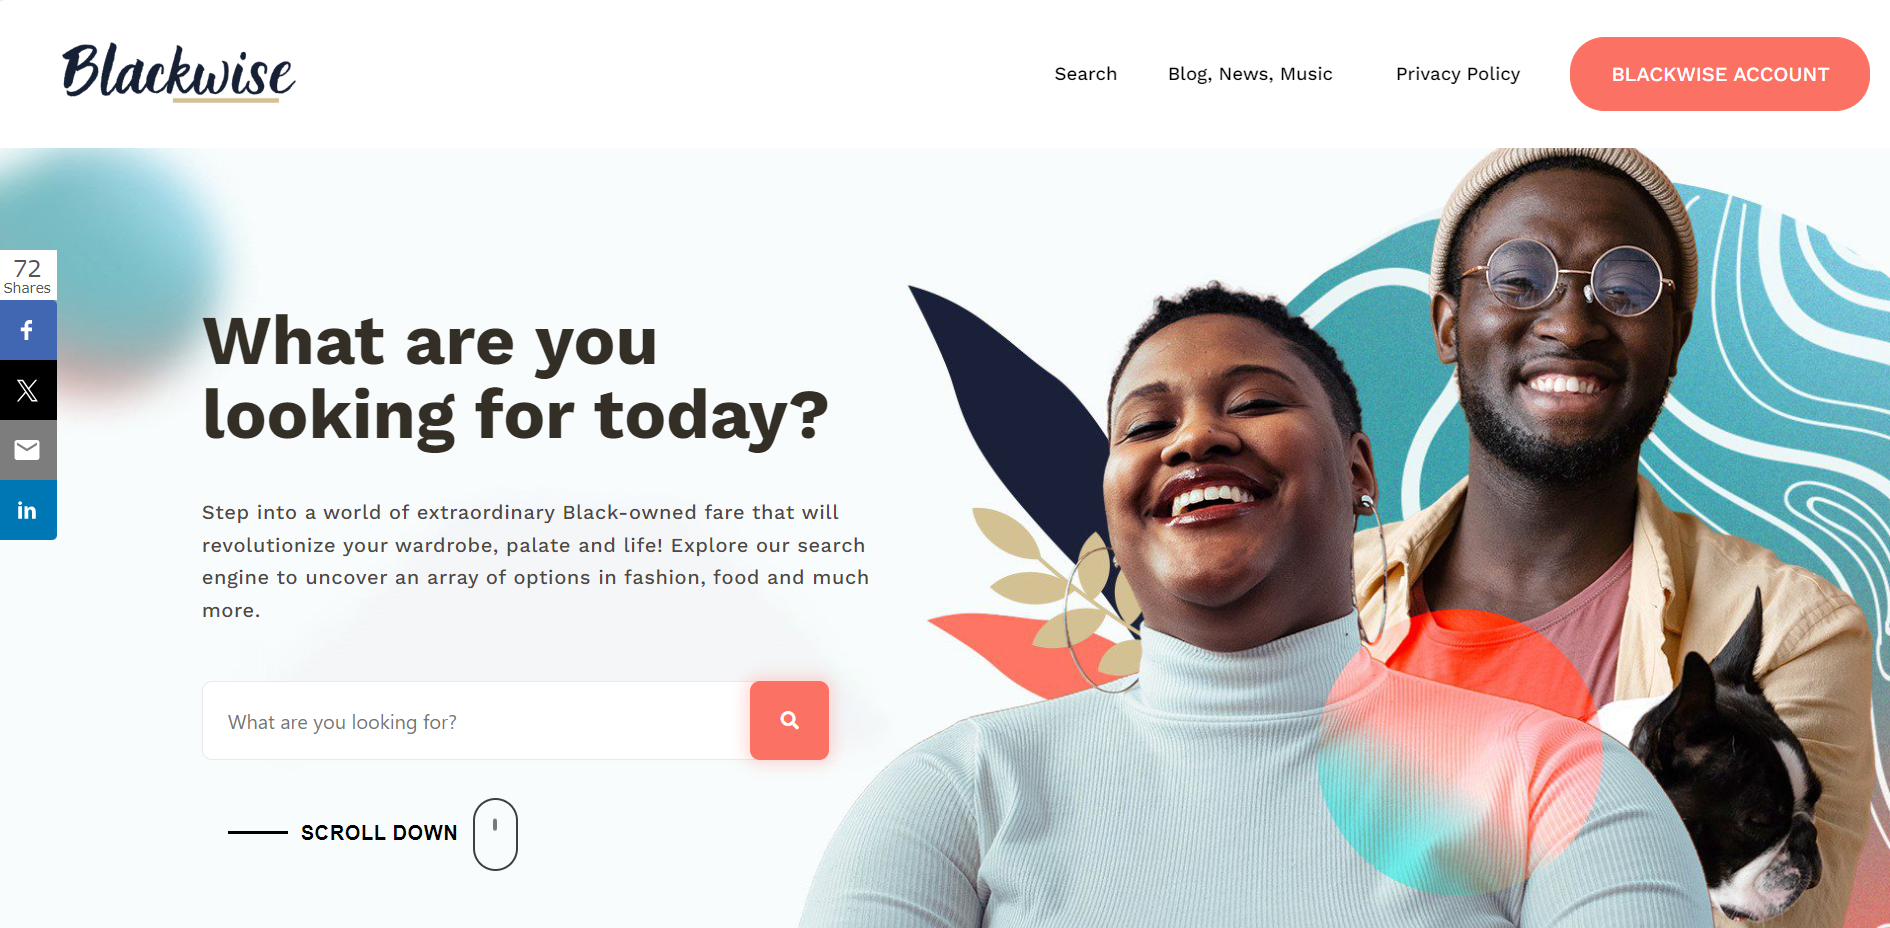 Blackwise
Search
Blog, News, Music
Privacy Policy
BLACKWISE ACCOUNT
72
Shares
f
X
in
What are you
looking for today?
Step into a world of extraordinary Black-owned fare that will
revolutionize your wardrobe, palate and life! Explore our search
engine to uncover an array of options in fashion, food and much
more.
What are you looking for?
SCROLL DOWN